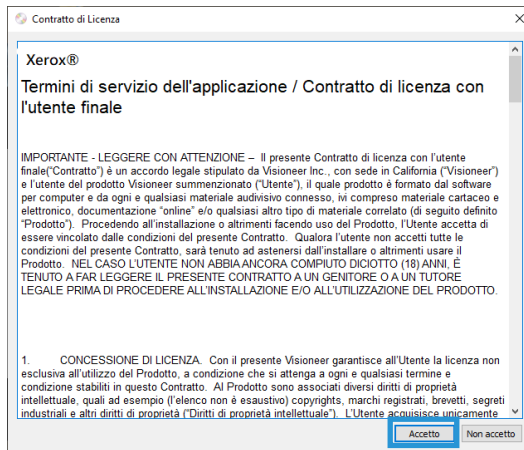 Contratto di Licenza
Xerox®
Termini di servizio dell'applicazione / Contratto di licenza con
l'utente finale
IMPORTANTE - LEGGERE CON ATTENZIONE – Il presente Contratto di licenza con l'utente
finale("Contratto") è un accordo legale stipulato da Visioneer Inc., con sede in California ("Visioneer")
e l'utente del prodotto Visioneer summenzionato ("Utente"), il quale prodotto è formato dal software
per computer e da ogni e qualsiasi materiale audivisivo connesso, ivi compreso materiale cartaceo e
elettronico, documentazione "online" e/o qualsiasi altro tipo di materiale correlato (di seguito definito
"Prodotto"). Procedendo all'installazione o altrimenti facendo uso del Prodotto, l'Utente accetta di
essere vincolato dalle condizioni del presente Contratto. Qualora l'utente non accetti tutte le
condizioni del presente Contratto, sarà tenuto ad astenersi dall'installare o altrimenti usare il
Prodotto. NEL CASO L'UTENTE NON ABBIA ANCORA COMPIUTO DICIOTTO (18) ANNI, È
TENUTO A FAR LEGGERE IL PRESENTE CONTRATTO A UN GENITORE O A UN TUTORE
LEGALE PRIMA DI PROCEDERE ALL'INSTALLAZIONE E/O ALL'UTILIZZAZIONE DEL PRODOTTO.
1. CONCESSIONE DI LICENZA. Con il presente Visioneer garantisce all'Utente la licenza non
esclusiva all'utilizzo del Prodotto, a condizione che si attenga a ogni e qualsiasi termine e
condizione stabiliti in questo Contratto. Al Prodotto sono associati diversi diritti di proprietà
intellettuale, quali ad esempio (l'elenco non è esaustivo) copyrights, marchi registrati, brevetti, segreti
industriali e altri diritti di proprietà ("Diritti di proprietà intellettuale"). L'Utente acquisisce unicamente
Accetto Non accetto